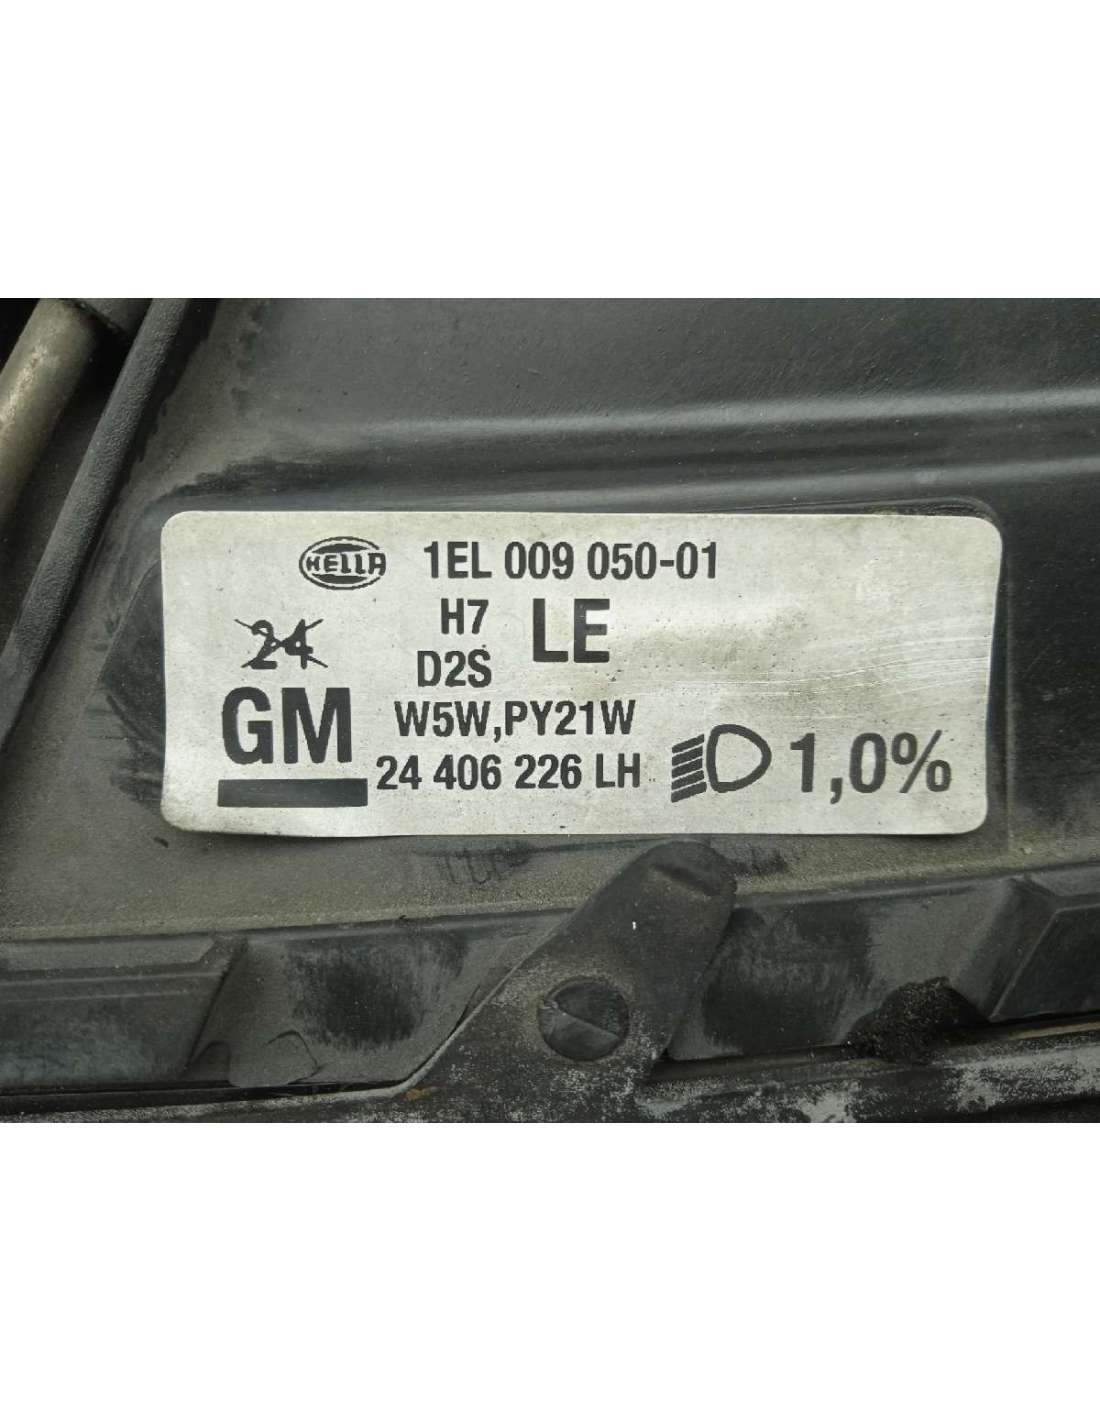 HELLA 1EL 009 050-01
H7 LE
24
D2S
GM W5W,PY21W
24 406 226 LH 1,0%